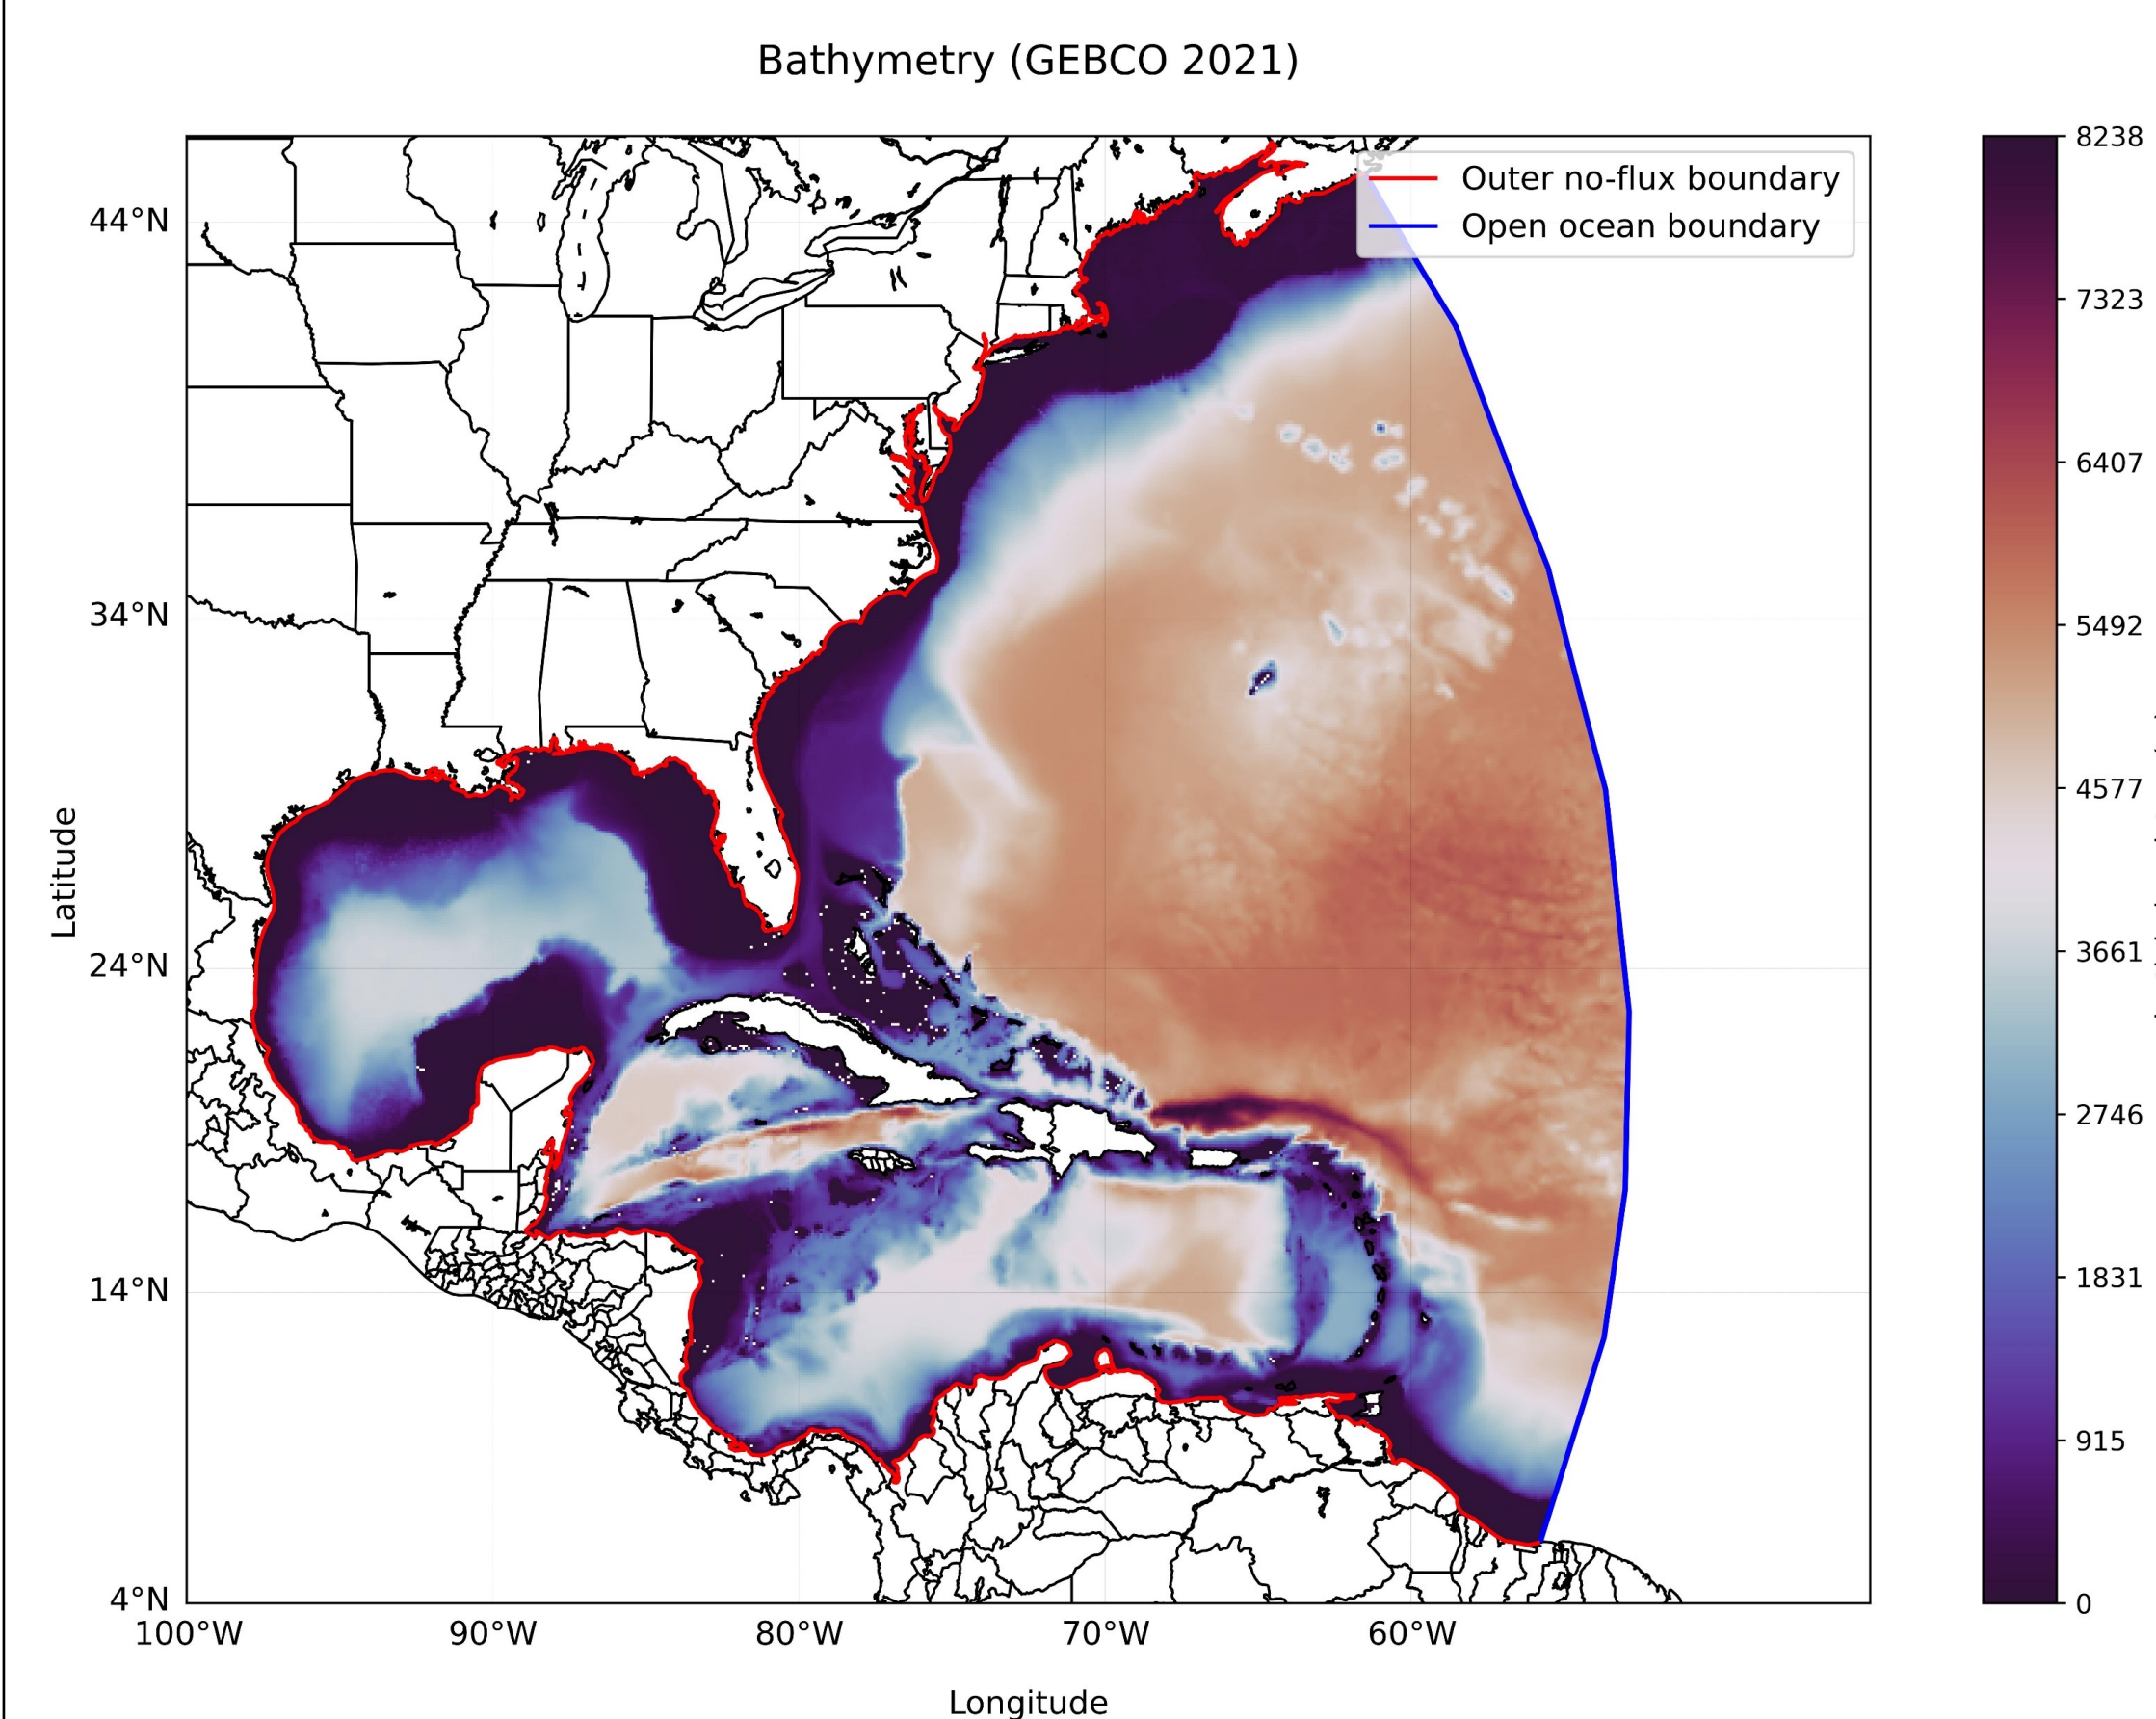 Bathymetry (GEBCO 2021)
Outer no-flux boundary
Open ocean boundary
44°N
34°N
24°N
14°N
4°N
Latitude
100°W
90°W
80°W
70°W
60°W
Longitude
8238
7323
6407
5492
4577
3661
2746
1831
915
0